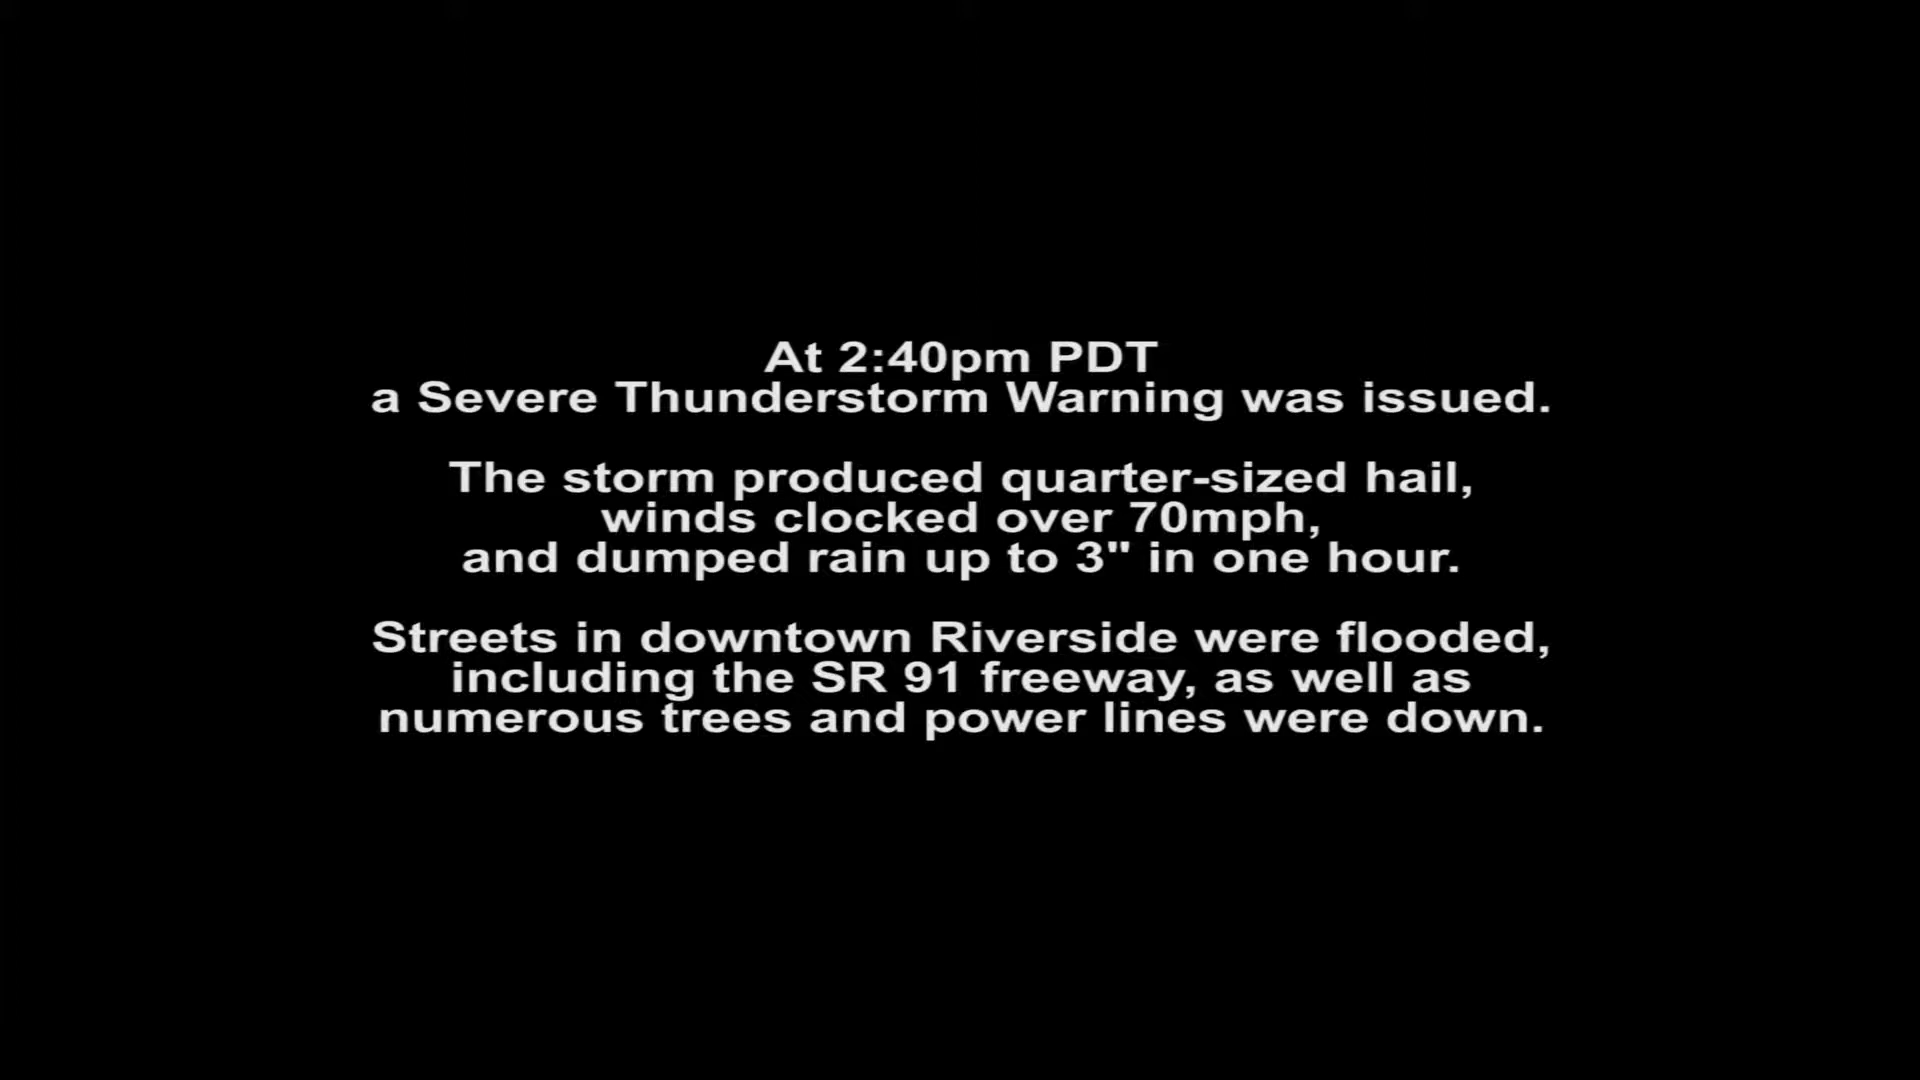 At 2:40pm PDT
a Severe Thunderstorm Warning was issued.
The storm produced quarter-sized hail,
winds clocked over 70mph,
and dumped rain up to 3" in one hour.
Streets in downtown Riverside were flooded,
including the SR 91 freeway, as well as
numerous trees and power lines were down.